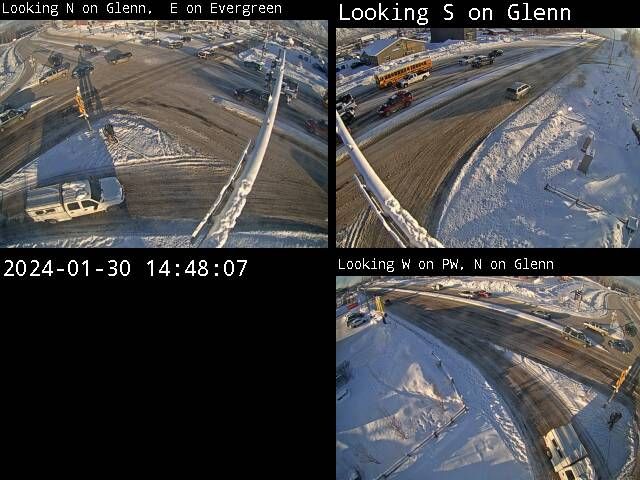 Looking N on Glenn,  E on Evergreen
Looking S on Glenn
2024-01-30 14:48:07
Looking W on PW, N on Glenn